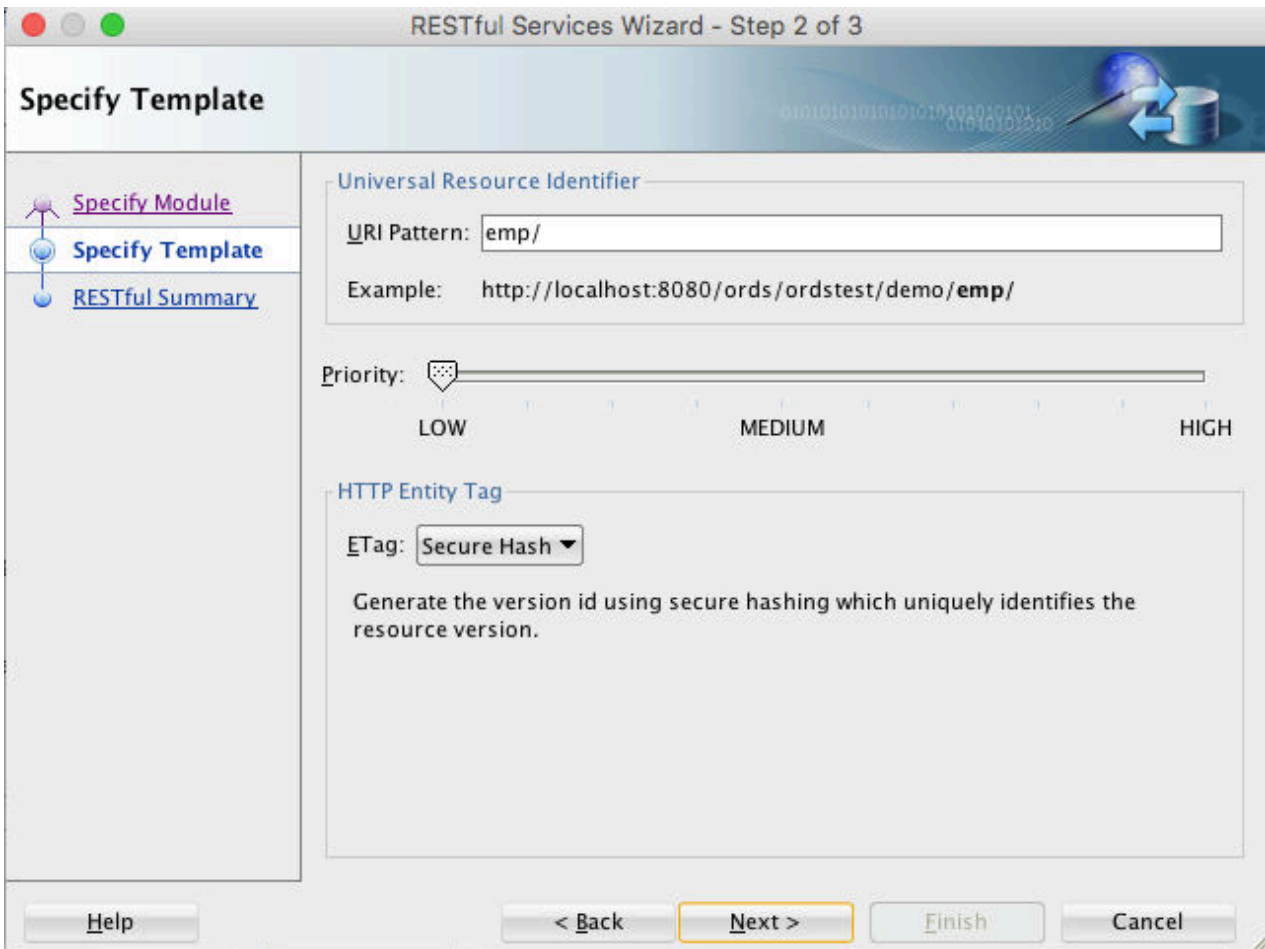 RESTful Services Wizard - Step 2 of 3
Specify Template
Specify Module
Specify Template
RESTful Summary
Universal Resource Identifier
URI Pattern: emp/
Example: http://localhost:8080/ords/ordstest/demo/emp/
Priority:
LOW MEDIUM HIGH
HTTP Entity Tag
ETag: Secure Hash
Generate the version id using secure hashing which uniquely identifies the
resource version.
Help < Back Next > Finish Cancel